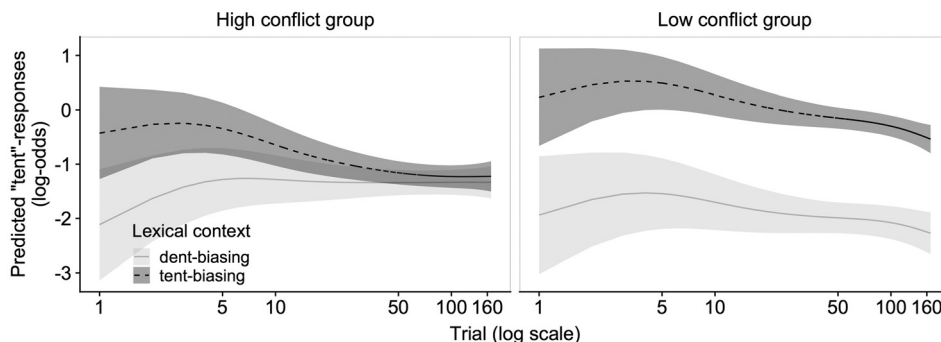 High conflict group
Low conflict group
Predicted "tent"-responses
(log-odds)
1
0
-1
-2
-3
Lexical context
dent-biasing
tent-biasing
1 5 10 50 100 160
1 5 10 50 100 160
Trial (log scale)